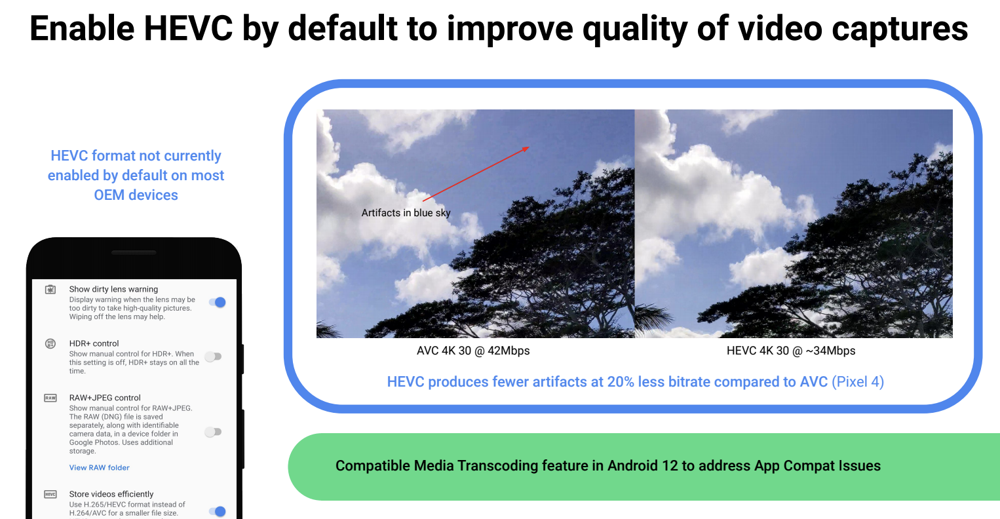 Enable HEVC by default to improve quality of video captures
HEVC format not currently
enabled by default on most
OEM devices
Show dirty lens warning
Display warning when the lens may be
too dirty to take high-quality pictures.
Wiping off the lens may help.
HDR+ control
Show manual control for HDR+. When
this setting is off, HDR+ stays on all the
time.
RAW
RAW+JPEG control
Show manual control for RAW+JPEG.
The RAW (DNG) file is saved
separately, along with identifiable
camera data, in a device folder in
Google Photos. Uses additional
storage.
View RAW folder
HEVC
Store videos efficiently
Use H.265/HEVC format instead of
H.264/AVC for a smaller file size.
Artifacts in blue sky
AVC 4K 30 @ 42Mbps
HEVC 4K 30 @ ~34Mbps
HEVC produces fewer artifacts at 20% less bitrate compared to AVC (Pixel 4)
Compatible Media Transcoding feature in Android 12 to address App Compat Issues